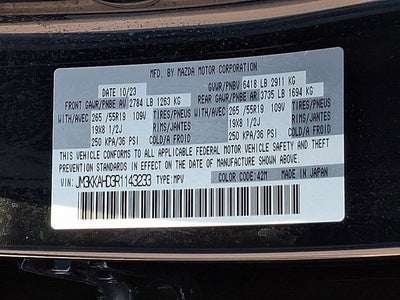 MFD. BY MAZDA MOTOR CORPORATION
DATE 10/23 GVWR/PNBV 6418 LB 2911 KG
FRONT GAWR/PNBE AV 2784 LB 1263 KG REAR GAWR/PNBE AR 3735 LB 1694 KG
WITH/AVEC 265 /55R19 109V TIRES/PNEUS WITH/AVEC 265 /55R19 109V TIRES/PNEUS
19X8 1/2J RIMS/JANTES 19X8 1/2J RIMS/JANTES
250 KPA/36 PSI COLD/A FROID 250 KPA/36 PSI COLD/A FROID
THIS VEHICLE CONFORMS TO ALL APPLICABLE FEDERAL MOTOR VEHICLE SAFETY AND THEFT
PREVENTION STANDARDS IN EFFECT ON THE DATE OF MANUFACTURE SHOWN ABOVE.
VIN: JM3KKAHD3R1143233 TYPE:MPV COLOR CODE:42M MADE IN JAPAN